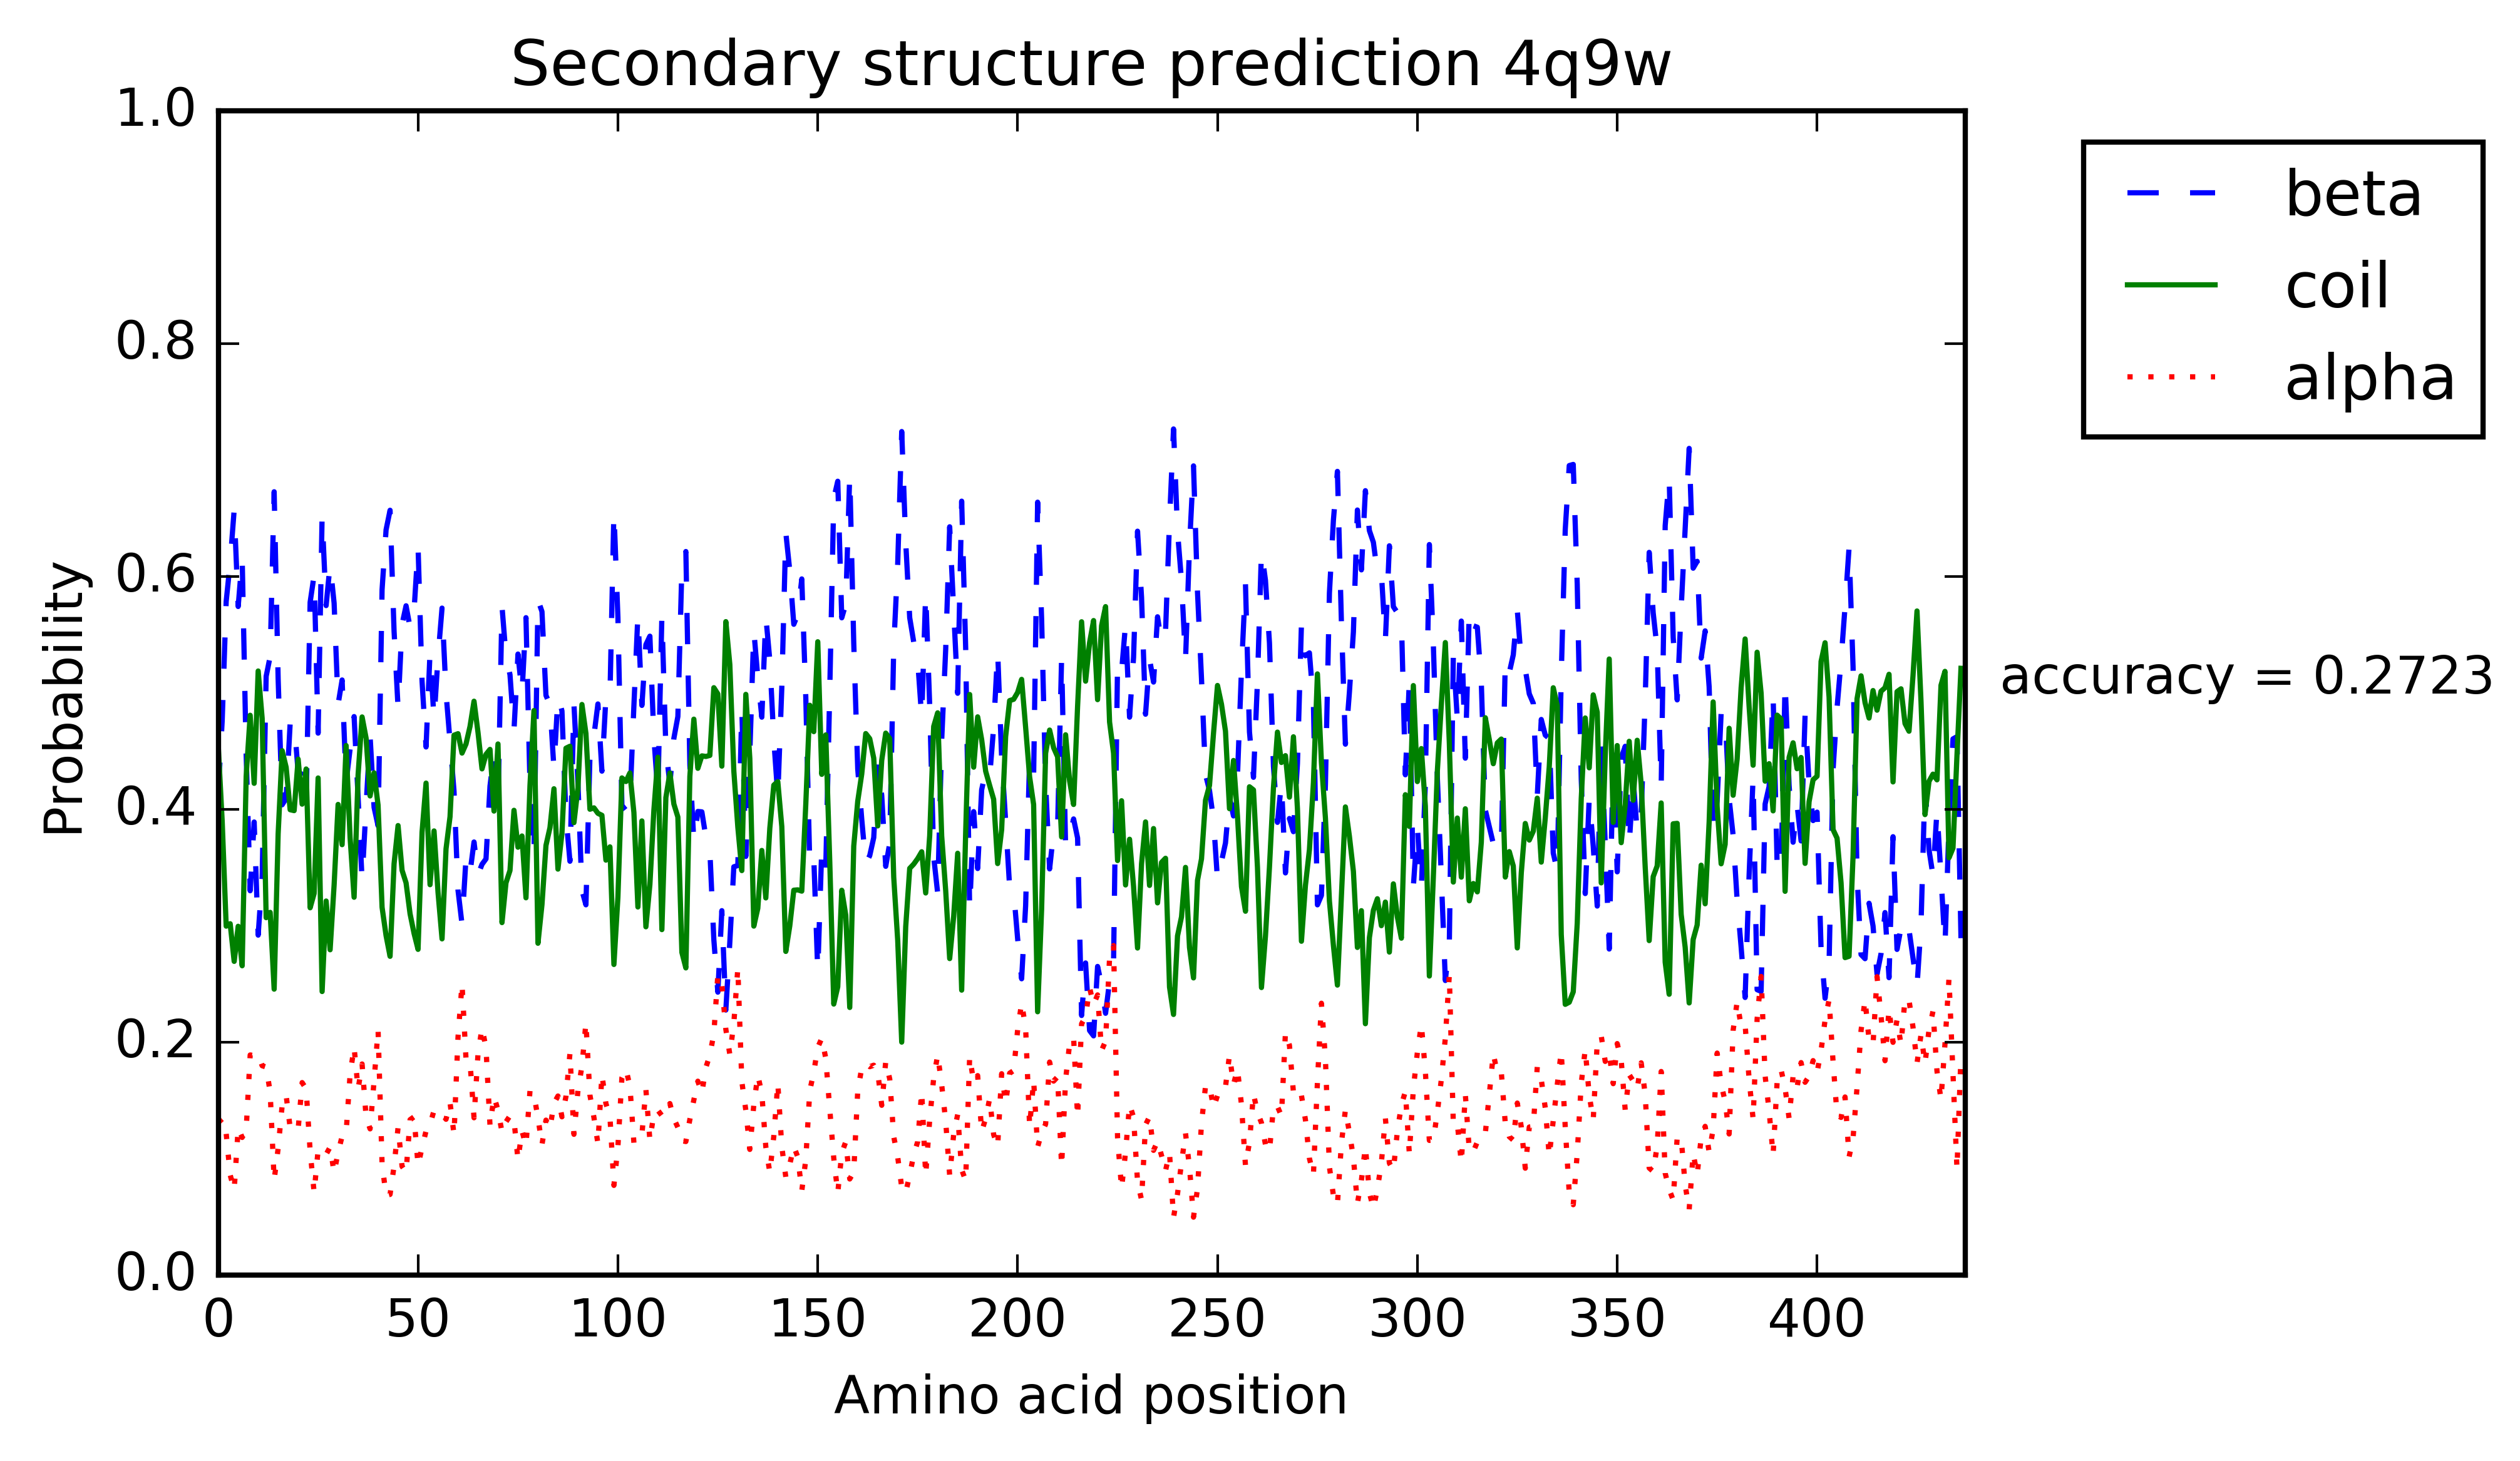 Secondary structure prediction 4q9w
1.0
0.8
0.6
0.4
0.2
0.0
Probability
0 50 100 150 200 250 300 350 400
Amino acid position
beta
coil
alpha
accuracy = 0.2723